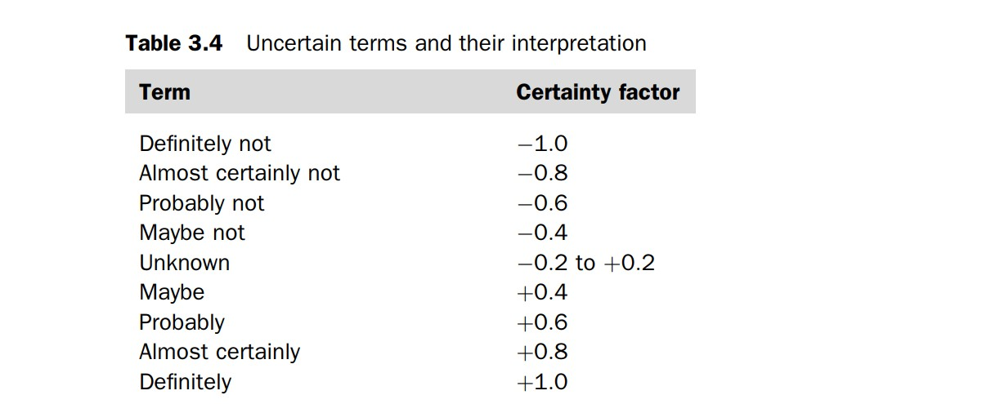 Table 3.4 Uncertain terms and their interpretation
Term Certainty factor
Definitely not −1.0
Almost certainly not −0.8
Probably not −0.6
Maybe not −0.4
Unknown −0.2 to +0.2
Maybe +0.4
Probably +0.6
Almost certainly +0.8
Definitely +1.0